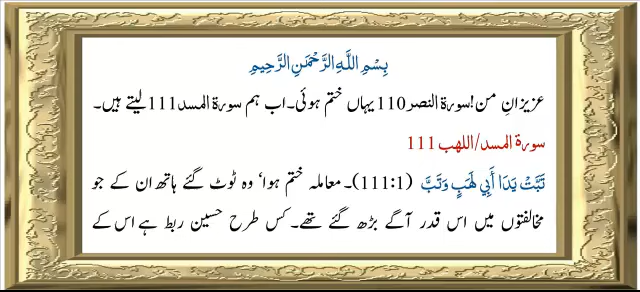 بِسْمِ اللَّهِ الرَّحْمَٰنِ الرَّحِيمِ
عزیزانِ من! سورۃ النصر 110 یہاں ختم ہوئی۔ اب ہم سورۃ المسد 111 لیتے ہیں۔
سورۃ المسد/اللھب 111
تَبَّتْ يَدَا أَبِي لَهَبٍ وَتَبَّ (111:1)۔ معاملہ ختم ہوا‘ وہ ٹوٹ گئے ہاتھ ان کے جو
مخالفتوں میں اس قدر آگے بڑھ گئے تھے۔ کس طرح حسین ربط ہے اس کے